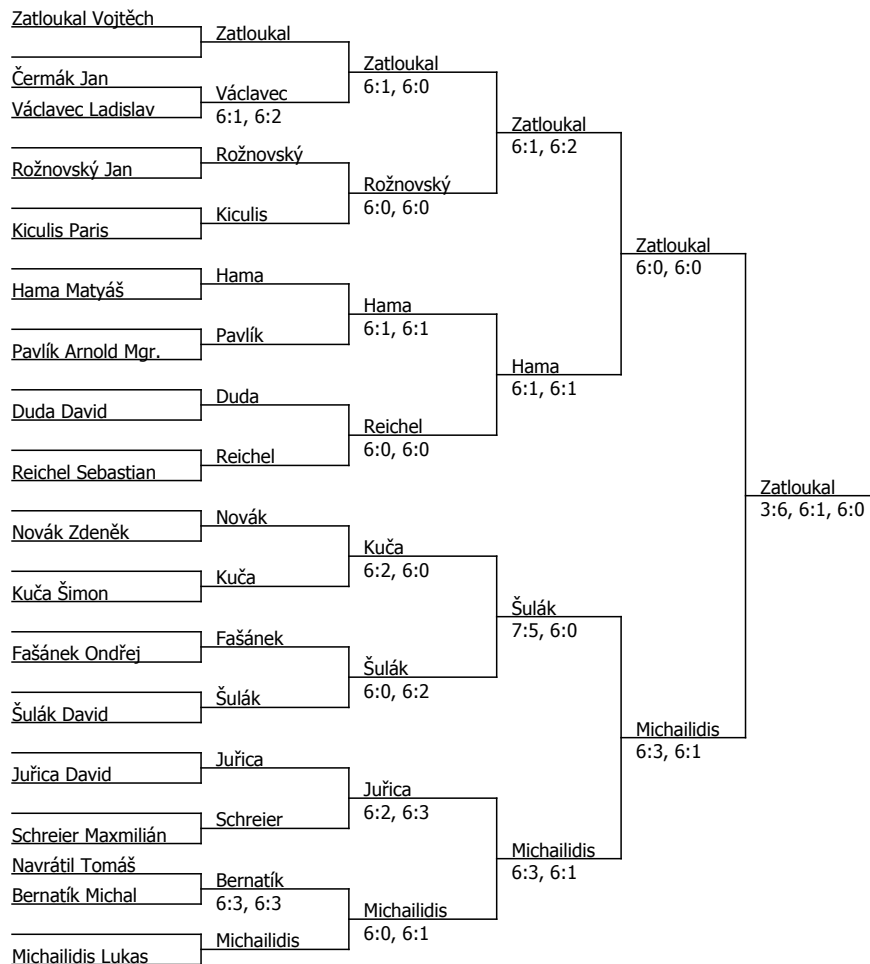 Zatloukal Vojtěch
Čermák Jan
Václavec Ladislav
Rožnovský Jan
Kiculis Paris
Hama Matyáš
Pavlík Arnold Mgr.
Duda David
Reichel Sebastian
Novák Zdeněk
Kuča Šimon
Fašánek Ondřej
Šulák David
Juřica David
Schreier Maxmilián
Navrátil Tomáš
Bernatík Michal
Michailidis Lukas
Zatloukal
Václavec
6:1, 6:2
Rožnovský
Kiculis
Hama
Pavlík
Duda
Reichel
Novák
Kuča
Fašánek
Šulák
Juřica
Schreier
Bernatík
6:3, 6:3
Michailidis
Zatloukal
6:1, 6:0
Rožnovský
6:0, 6:0
Hama
6:1, 6:1
Reichel
6:0, 6:0
Kuča
6:2, 6:0
Šulák
6:0, 6:2
Juřica
6:2, 6:3
Michailidis
6:0, 6:1
Zatloukal
6:1, 6:2
Hama
6:1, 6:1
Šulák
7:5, 6:0
Michailidis
6:3, 6:1
Zatloukal
6:0, 6:0
Michailidis
6:3, 6:1
Zatloukal
3:6, 6:1, 6:0